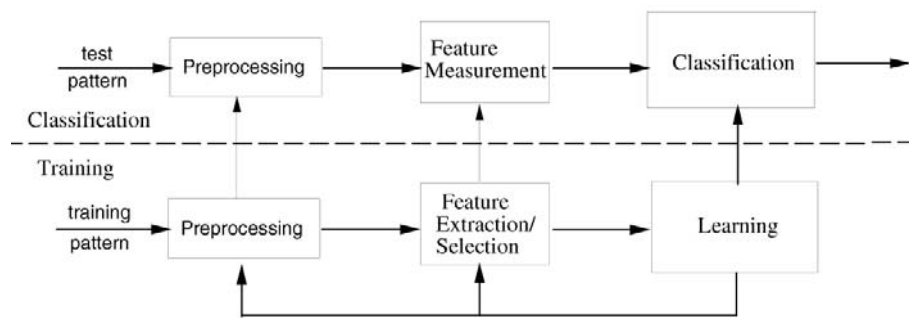 test
pattern
Preprocessing
Feature
Measurement
Classification
Classification
Training
training
pattern
Preprocessing
Feature
Extraction/
Selection
Learning